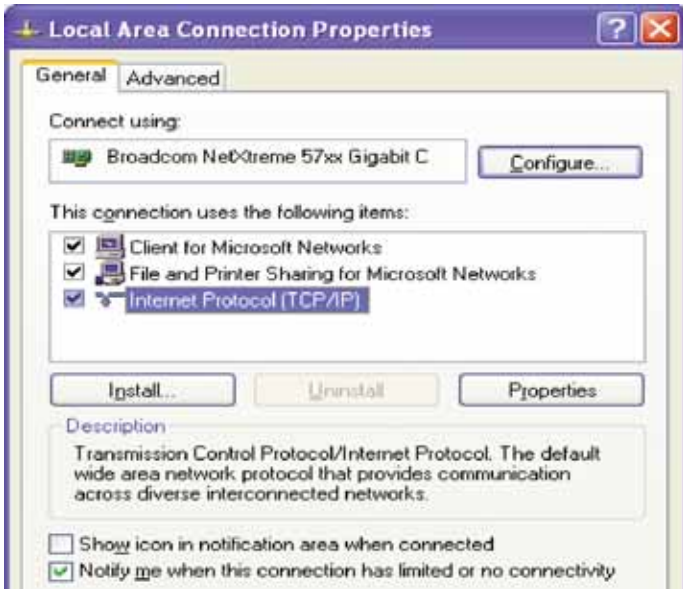 Local Area Connection Properties
General Advanced
Connect using:
Broadcom NetXtreme 57xx Gigabit C Configure...
This connection uses the following items:
Client for Microsoft Networks
File and Printer Sharing for Microsoft Networks
Internet Protocol (TCP/IP)
Install... Uninstall Properties
Description
Transmission Control Protocol/Internet Protocol. The default
wide area network protocol that provides communication
across diverse interconnected networks.
Show icon in notification area when connected
Notify me when this connection has limited or no connectivity